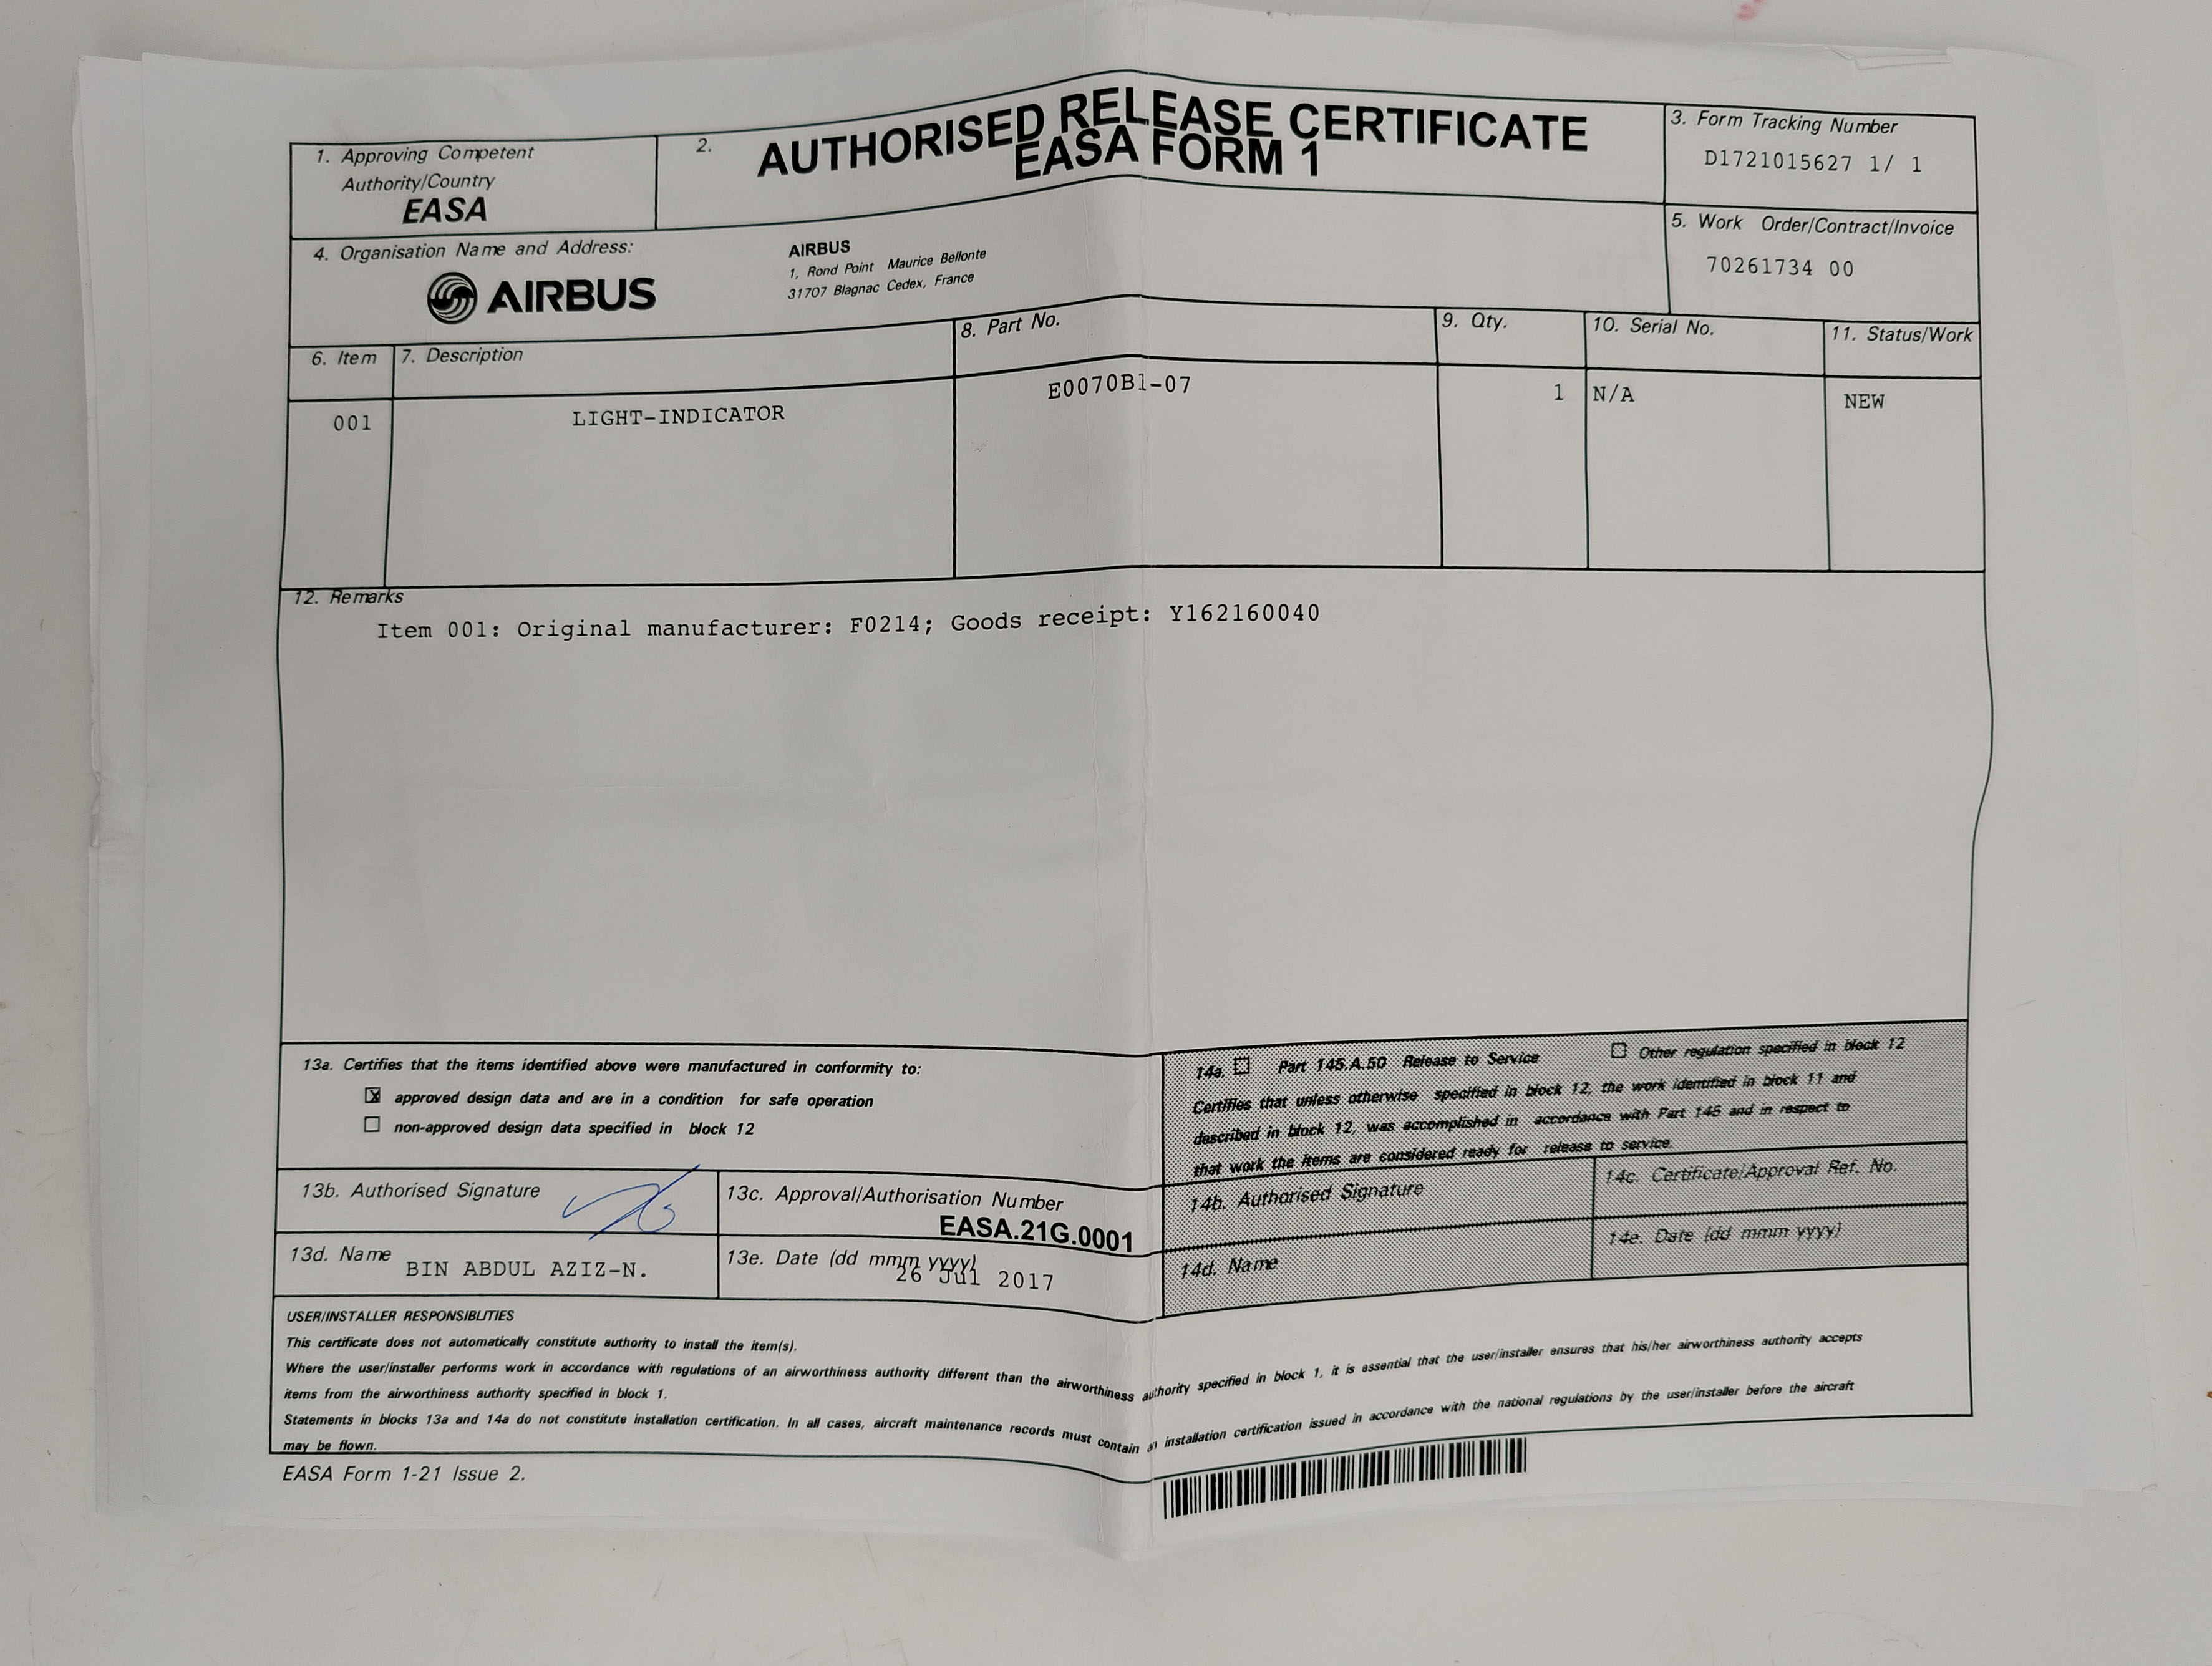 1. Approving Competent
Authority/Country
EASA
2.
AUTHORISED RELEASE CERTIFICATE
EASA FORM 1
3. Form Tracking Number
D1721015627 1/ 1
4. Organisation Name and Address:
AIRBUS
AIRBUS
1, Rond Point Maurice Bellonte
31707 Blagnac Cedex, France
5. Work Order/Contract/Invoice
70261734 00
6. Item
7. Description
8. Part No.
9. Qty.
10. Serial No.
11. Status/Work
001
LIGHT-INDICATOR
E0070B1-07
1
N/A
NEW
12. Remarks
Item 001: Original manufacturer: F0214; Goods receipt: Y162160040
13a. Certifies that the items identified above were manufactured in conformity to:
approved design data and are in a condition for safe operation
non-approved design data specified in block 12
14a. Part 145.A.50 Release to Service Other regulation specified in block 12
Certifies that unless otherwise specified in block 12, the work identified in block 11 and
described in block 12, was accomplished in accordance with Part 145 and in respect to
that work the items are considered ready for release to service.
13b. Authorised Signature
13c. Approval/Authorisation Number
EASA.21G.0001
14b. Authorised Signature
14c. Certificate/Approval Ref. No.
13d. Name
BIN ABDUL AZIZ-N.
13e. Date (dd mmm yyyy)
26 Jul 2017
14d. Name
14e. Date (dd mmm yyyy)
USER/INSTALLER RESPONSIBLITIES
This certificate does not automatically constitute authority to install the item(s).
Where the user/installer performs work in accordance with regulations of an airworthiness authority different than the airworthiness authority specified in block 1, it is essential that the user/installer ensures that his/her airworthiness authority accepts
items from the airworthiness authority specified in block 1.
Statements in blocks 13a and 14a do not constitute installation certification. In all cases, aircraft maintenance records must contain an installation certification issued in accordance with the national regulations by the user/installer before the aircraft
may be flown.
EASA Form 1-21 Issue 2.